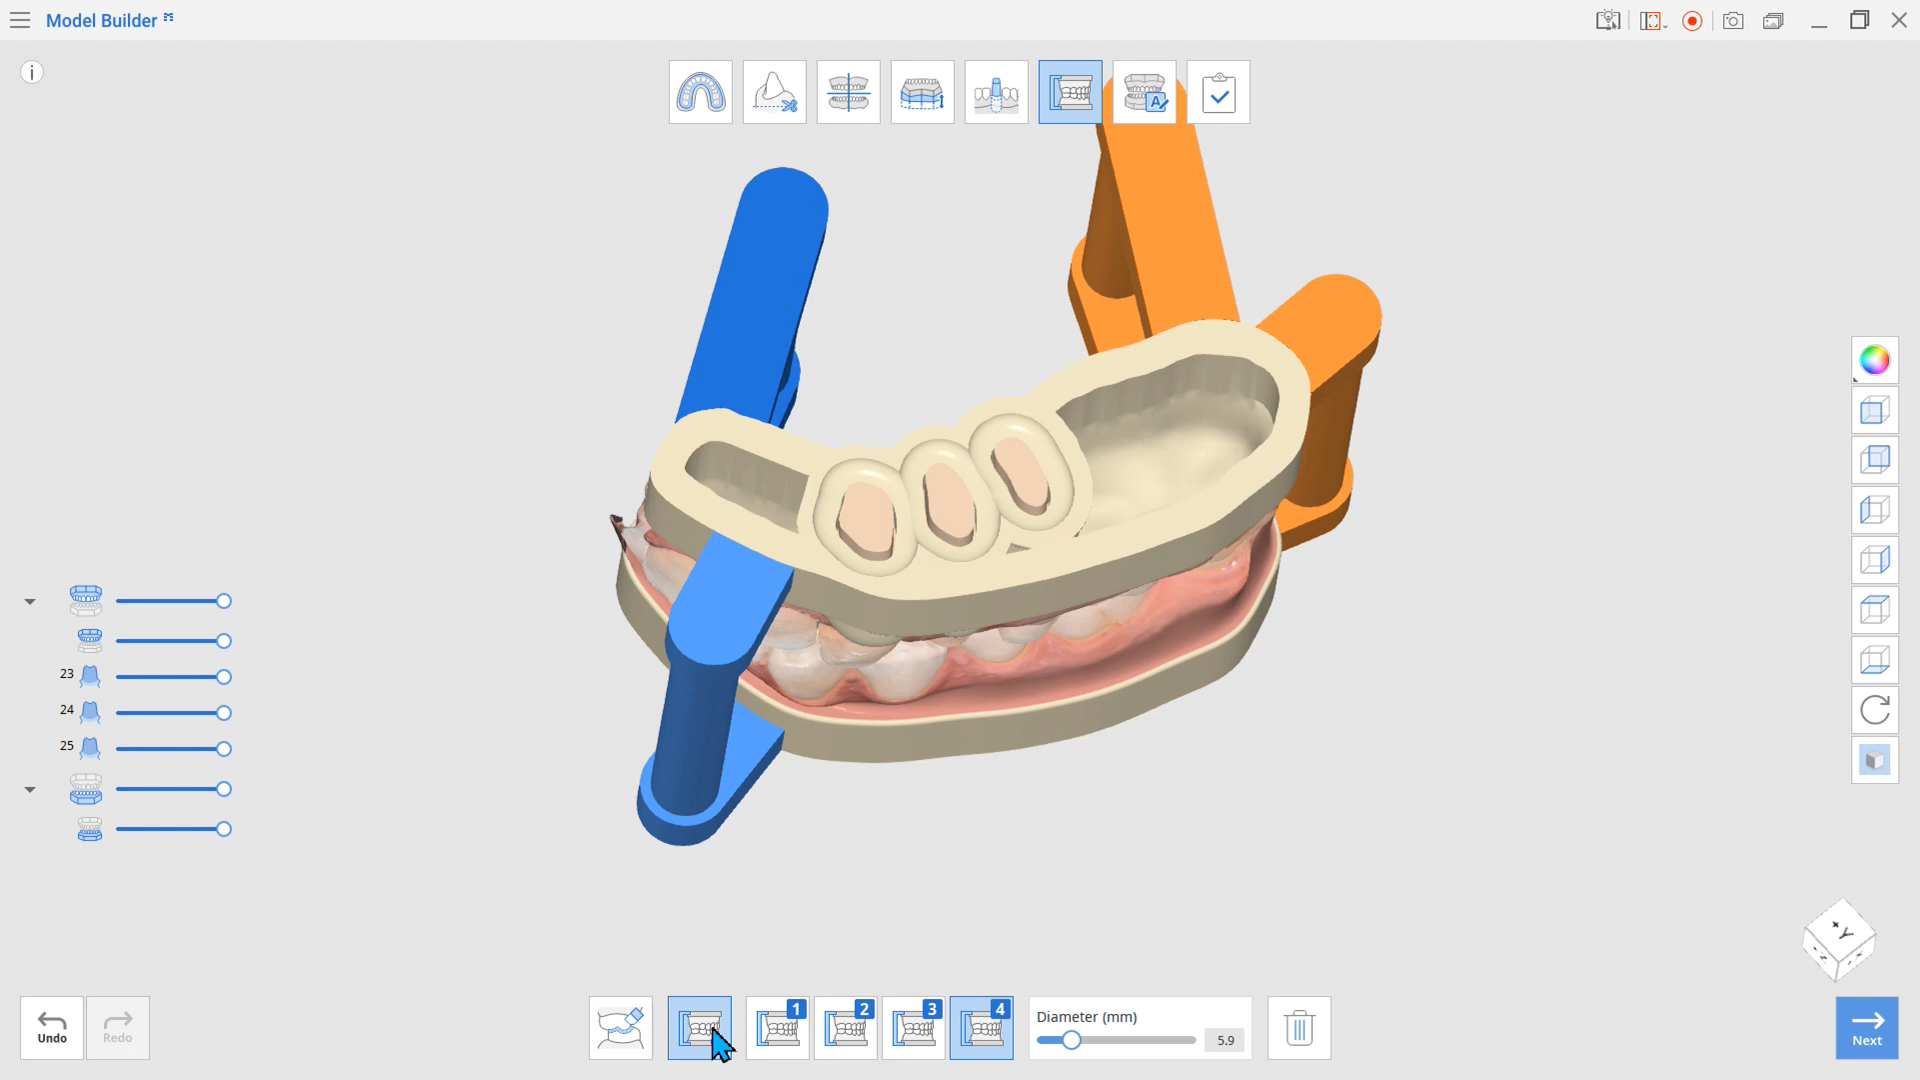 Model Builder
i
A
23
24
25
+Y
Undo
Redo
1
2
3
4
Diameter (mm)
5.9
Next